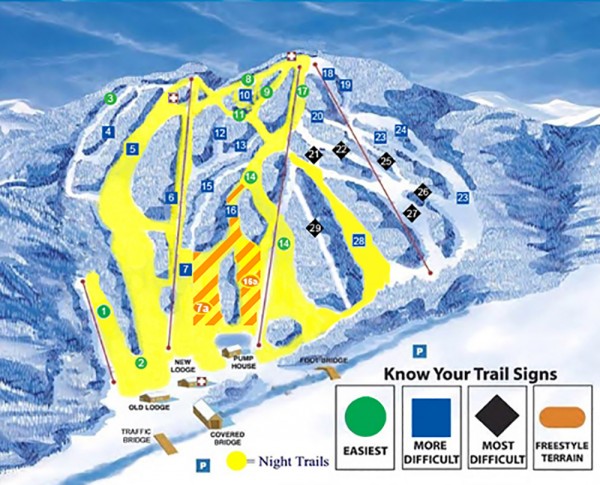 18
19
8
10
9
17
3
20
11
4
12
23
24
5
13
21
22
25
14
15
6
26
23
16
27
29
14
28
7
16a
1
7a
2
NEW
LODGE
PUMP
HOUSE
FOOT BRIDGE
P
OLD LODGE
TRAFFIC
BRIDGE
COVERED
BRIDGE
P
= Night Trails
Know Your Trail Signs
EASIEST
MORE
DIFFICULT
MOST
DIFFICULT
FREESTYLE
TERRAIN